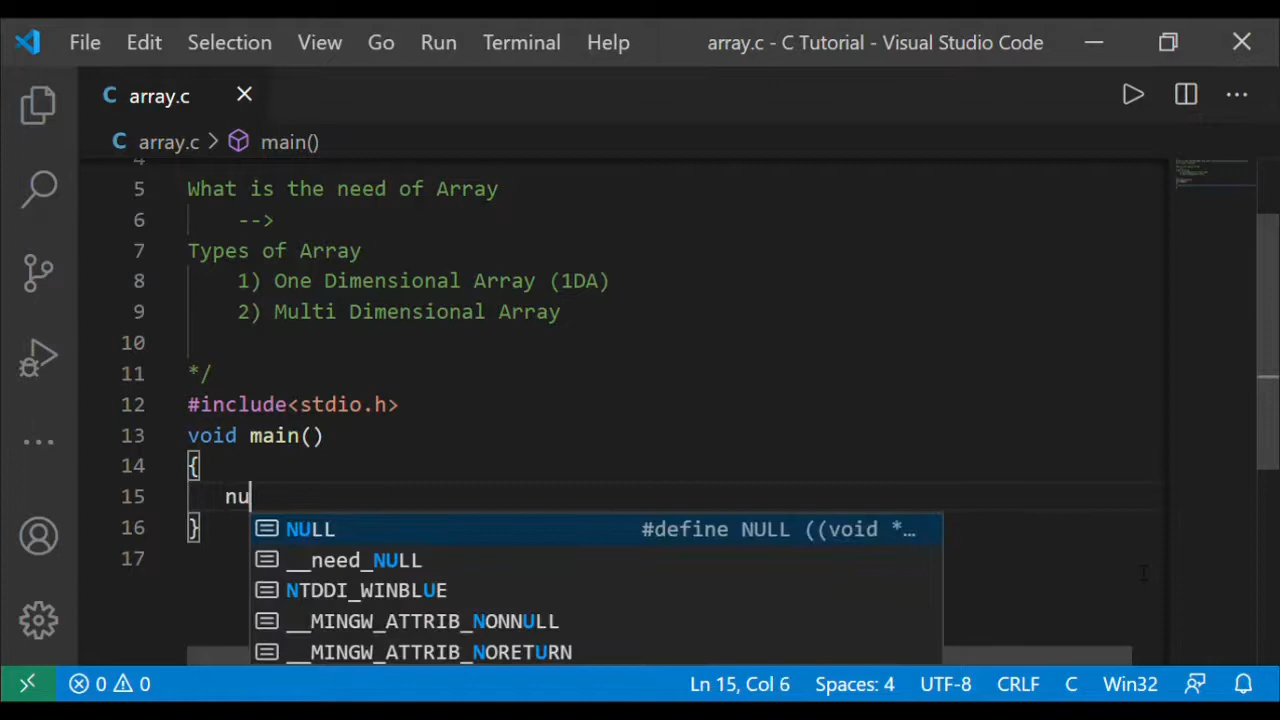 File Edit Selection View Go Run Terminal Help array.c - C Tutorial - Visual Studio Code
C array.c
C array.c > main()
4
5 What is the need of Array
6 -->
7 Types of Array
8 1) One Dimensional Array (1DA)
9 2) Multi Dimensional Array
10
11 */
12 #include<stdio.h>
13 void main()
14 {
15 nu
NULL #define NULL ((void *…
16 }
__need_NULL
17
NTDDI_WINBLUE
__MINGW_ATTRIB_NONNULL
__MINGW_ATTRIB_NORETURN
0 0 Ln 15, Col 6 Spaces: 4 UTF-8 CRLF C Win32